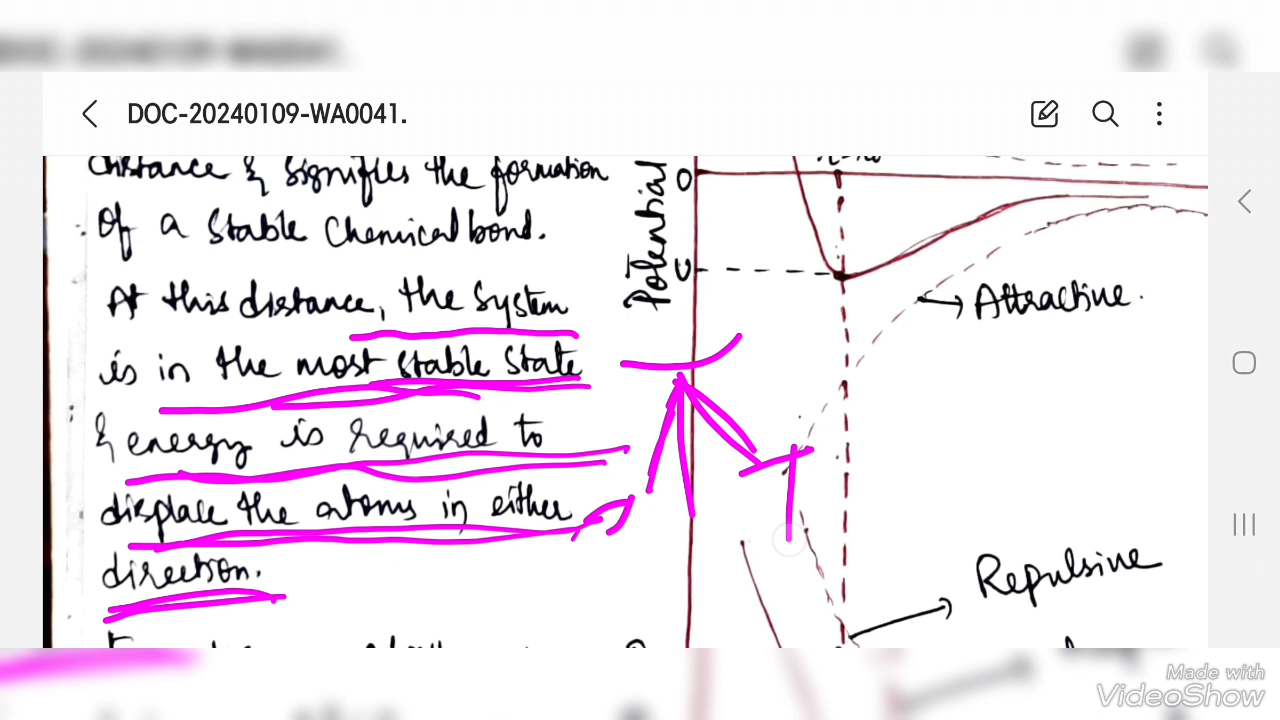 DOC-20240109-WA0041.
distance & signifies the formation
of a stable chemical bond.
At this distance, the system
is in the most stable state
& energy is required to
displace the atoms in either
direction.
Potential
0
U
Attractive.
Repulsive
Made with
VideoShow